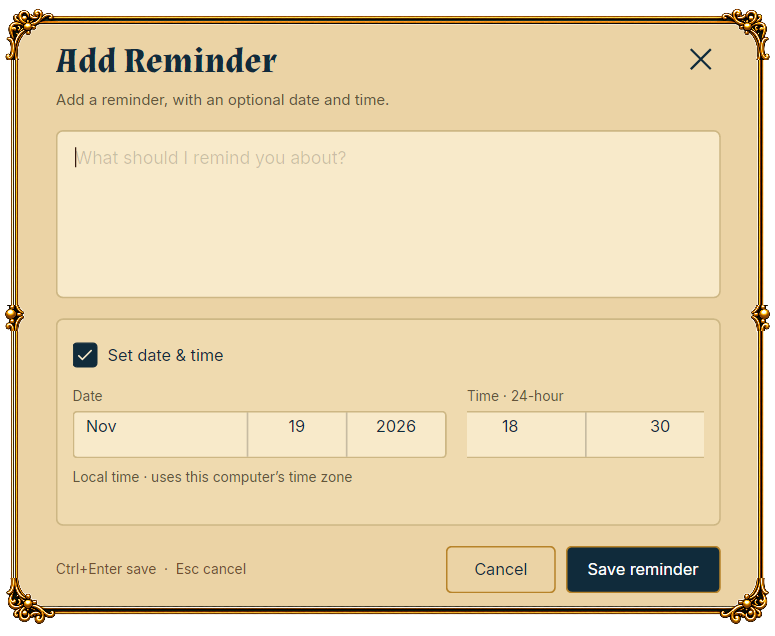 Add Reminder
Add a reminder, with an optional date and time.
What should I remind you about?
Set date & time
Date
Time · 24-hour
Nov 19 2026
18 30
Local time · uses this computer’s time zone
Ctrl+Enter save · Esc cancel
Cancel
Save reminder